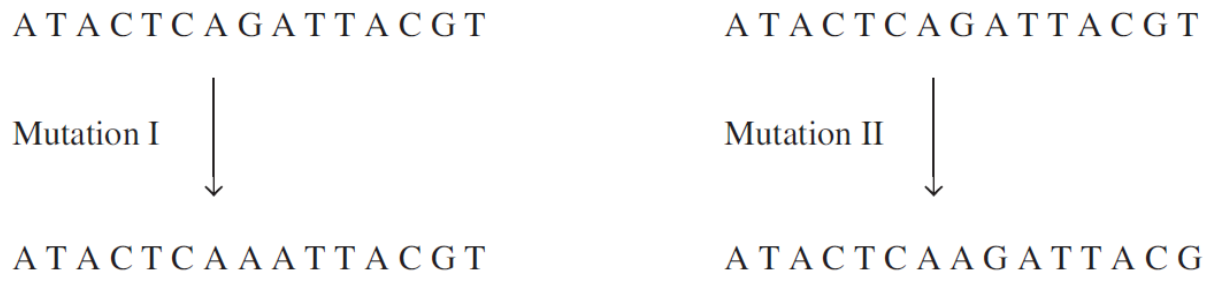 A T A C T C A G A T T A C G T
A T A C T C A G A T T A C G T
Mutation I
Mutation II
A T A C T C A A A T T A C G T
A T A C T C A A G A T T A C G